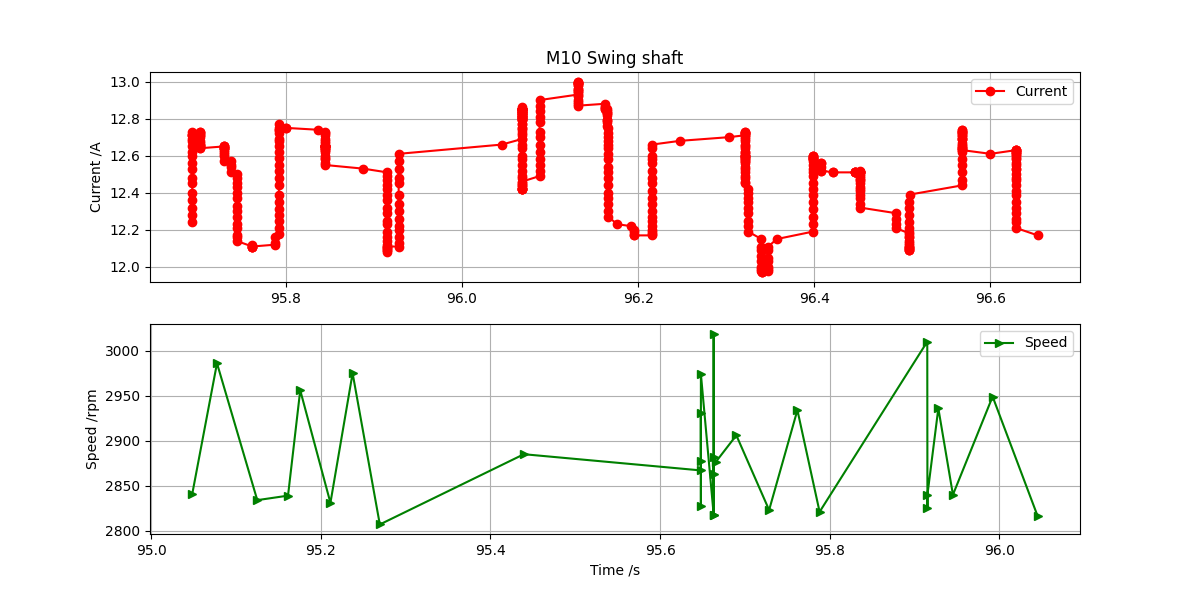 M10 Swing shaft
Current /A
13.0
12.8
12.6
12.4
12.2
12.0
Current
95.8 96.0 96.2 96.4 96.6
Speed /rpm
3000
2950
2900
2850
2800
Speed
95.0 95.2 95.4 95.6 95.8 96.0
Time /s